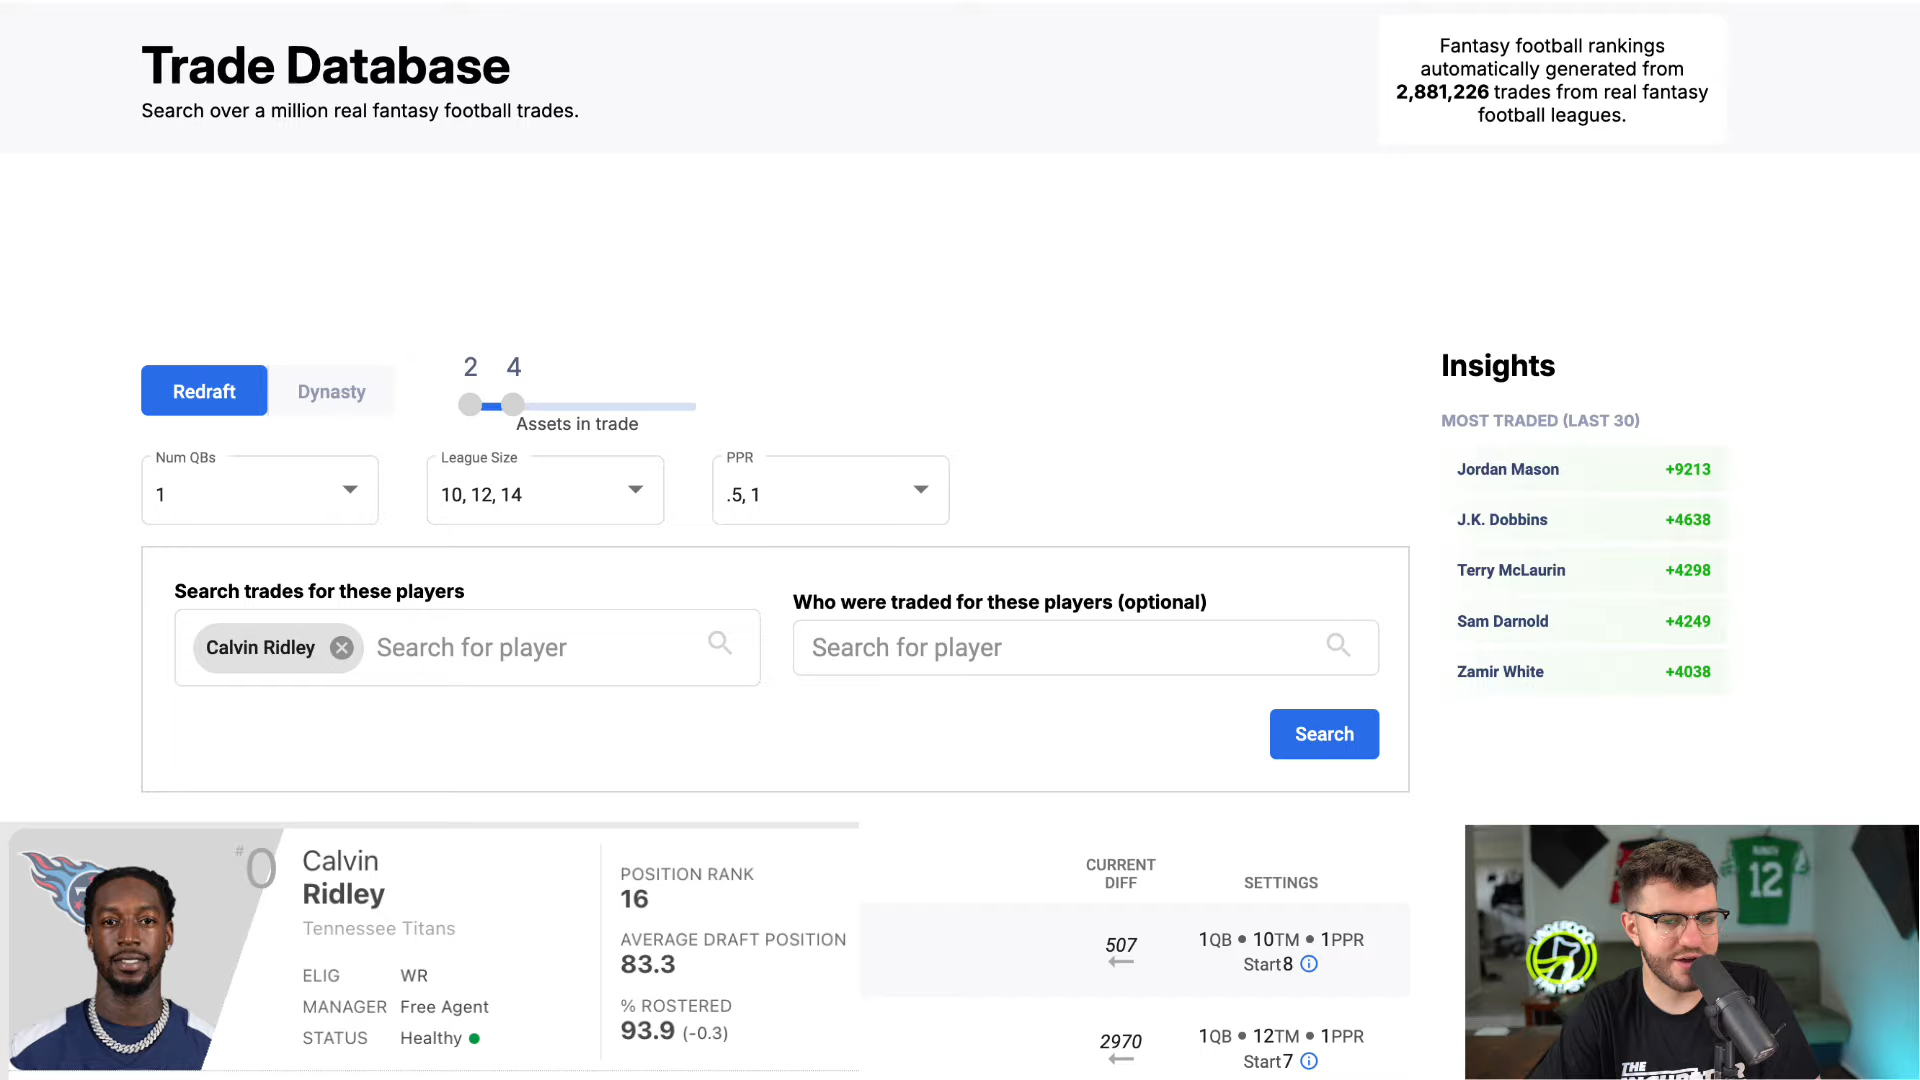 Trade Database
Search over a million real fantasy football trades.
Fantasy football rankings
automatically generated from
2,881,226 trades from real fantasy
football leagues.
Redraft
Dynasty
2 4
Assets in trade
Num QBs
1
League Size
10, 12, 14
PPR
.5, 1
Search trades for these players
Calvin Ridley
Search for player
Who were traded for these players (optional)
Search for player
Search
Insights
MOST TRADED (LAST 30)
Jordan Mason +9213
J.K. Dobbins +4638
Terry McLaurin +4298
Sam Darnold +4249
Zamir White +4038
#0
Calvin
Ridley
Tennessee Titans
ELIG WR
MANAGER Free Agent
STATUS Healthy
POSITION RANK
16
AVERAGE DRAFT POSITION
83.3
% ROSTERED
93.9 (-0.3)
CURRENT
DIFF
SETTINGS
507
1QB • 10TM • 1PPR
Start8
2970
1QB • 12TM • 1PPR
Start7
UNDERDOG
12
THE